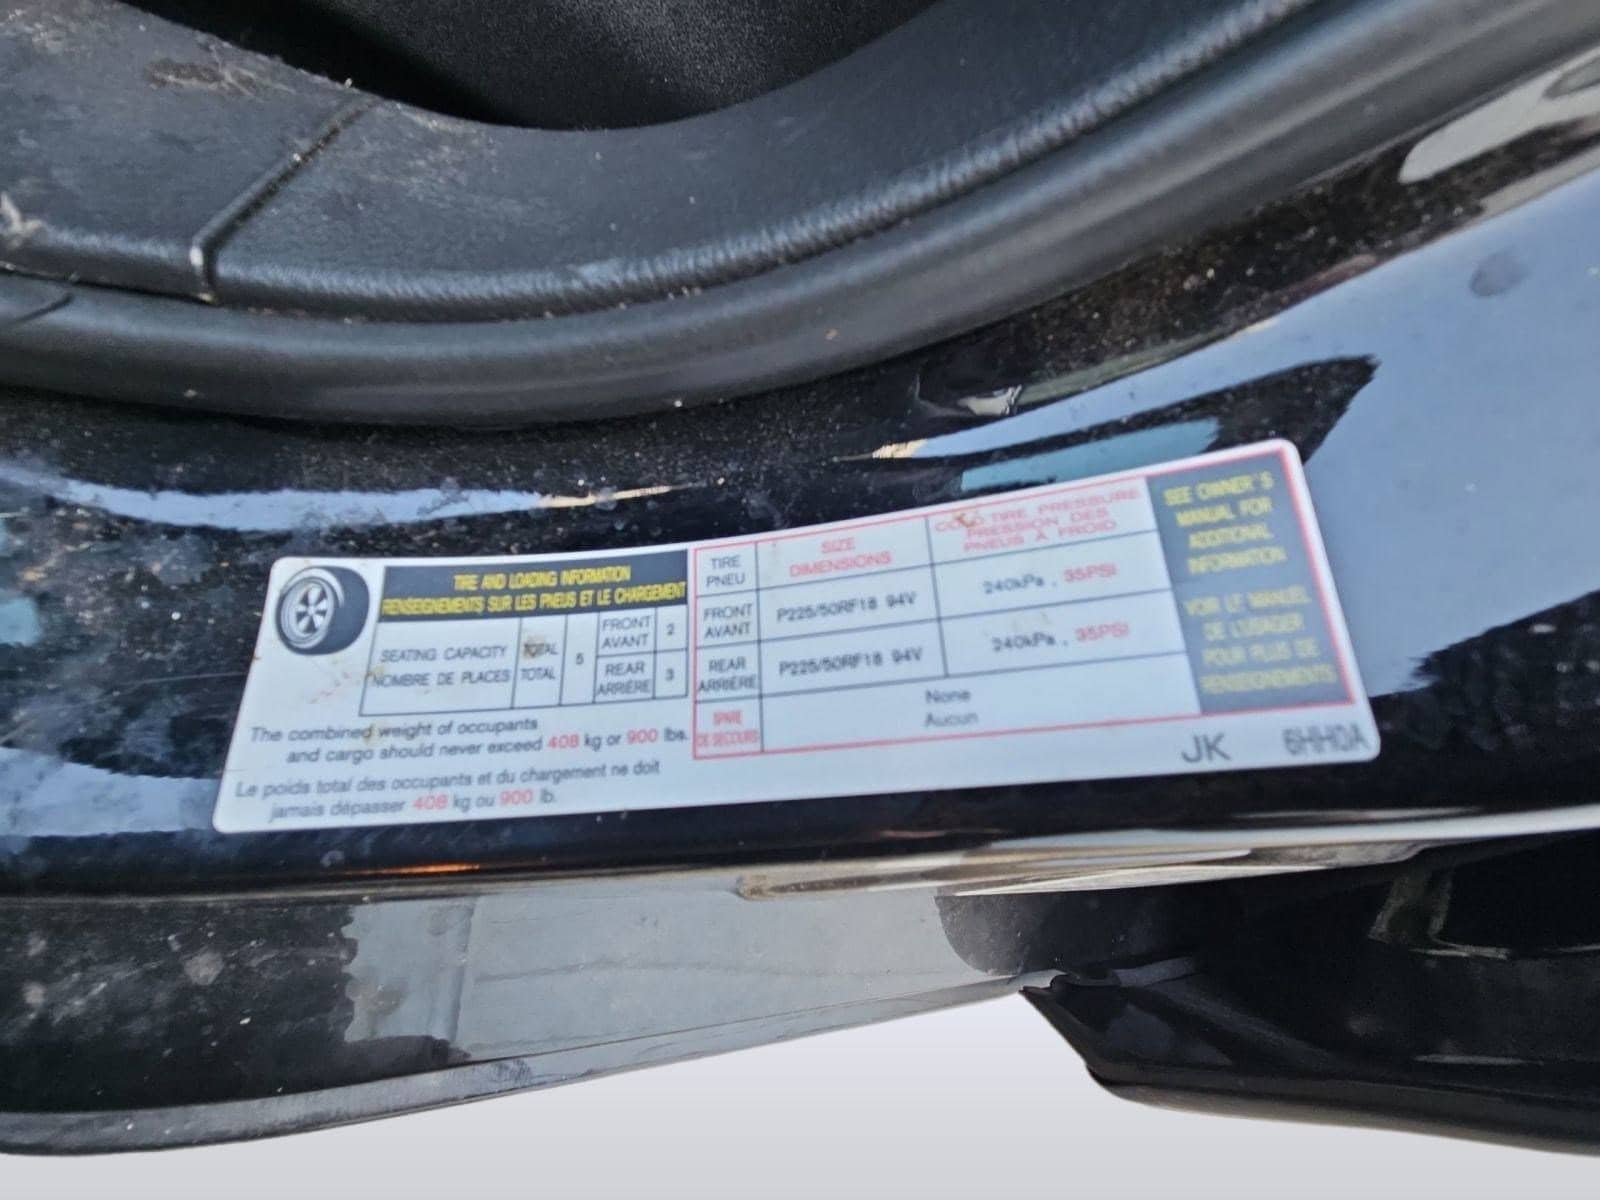 TIRE AND LOADING INFORMATION
RENSEIGNEMENTS SUR LES PNEUS ET LE CHARGEMENT
SEATING CAPACITY
NOMBRE DE PLACES
TOTAL
TOTAL
5
FRONT
AVANT
2
REAR
ARRIÈRE
3
The combined weight of occupants
and cargo should never exceed 408 kg or 900 lbs.
Le poids total des occupants et du chargement ne doit
jamais dépasser 408 kg ou 900 lb.
TIRE
PNEU
SIZE
DIMENSIONS
COLD TIRE PRESSURE
PRESSION DES
PNEUS À FROID
FRONT
AVANT
P225/50RF18 94V
240kPa , 35PSI
REAR
ARRIÈRE
P225/50RF18 94V
240kPa , 35PSI
SPARE
DE SECOURS
None
Aucun
SEE OWNER'S
MANUAL FOR
ADDITIONAL
INFORMATION
VOIR LE MANUEL
DE L'USAGER
POUR PLUS DE
RENSEIGNEMENTS
JK 6HH0A